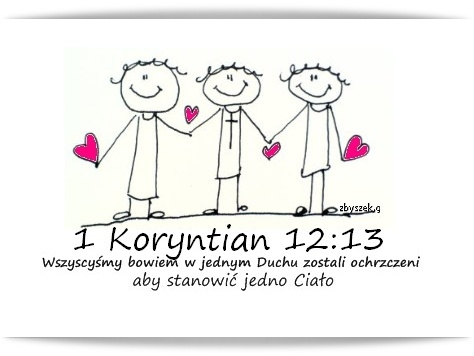 zbyszek.g
1 Koryntian 12:13
Wszyscyśmy bowiem w jednym Duchu zostali ochrzczeni
aby stanowić jedno Ciało